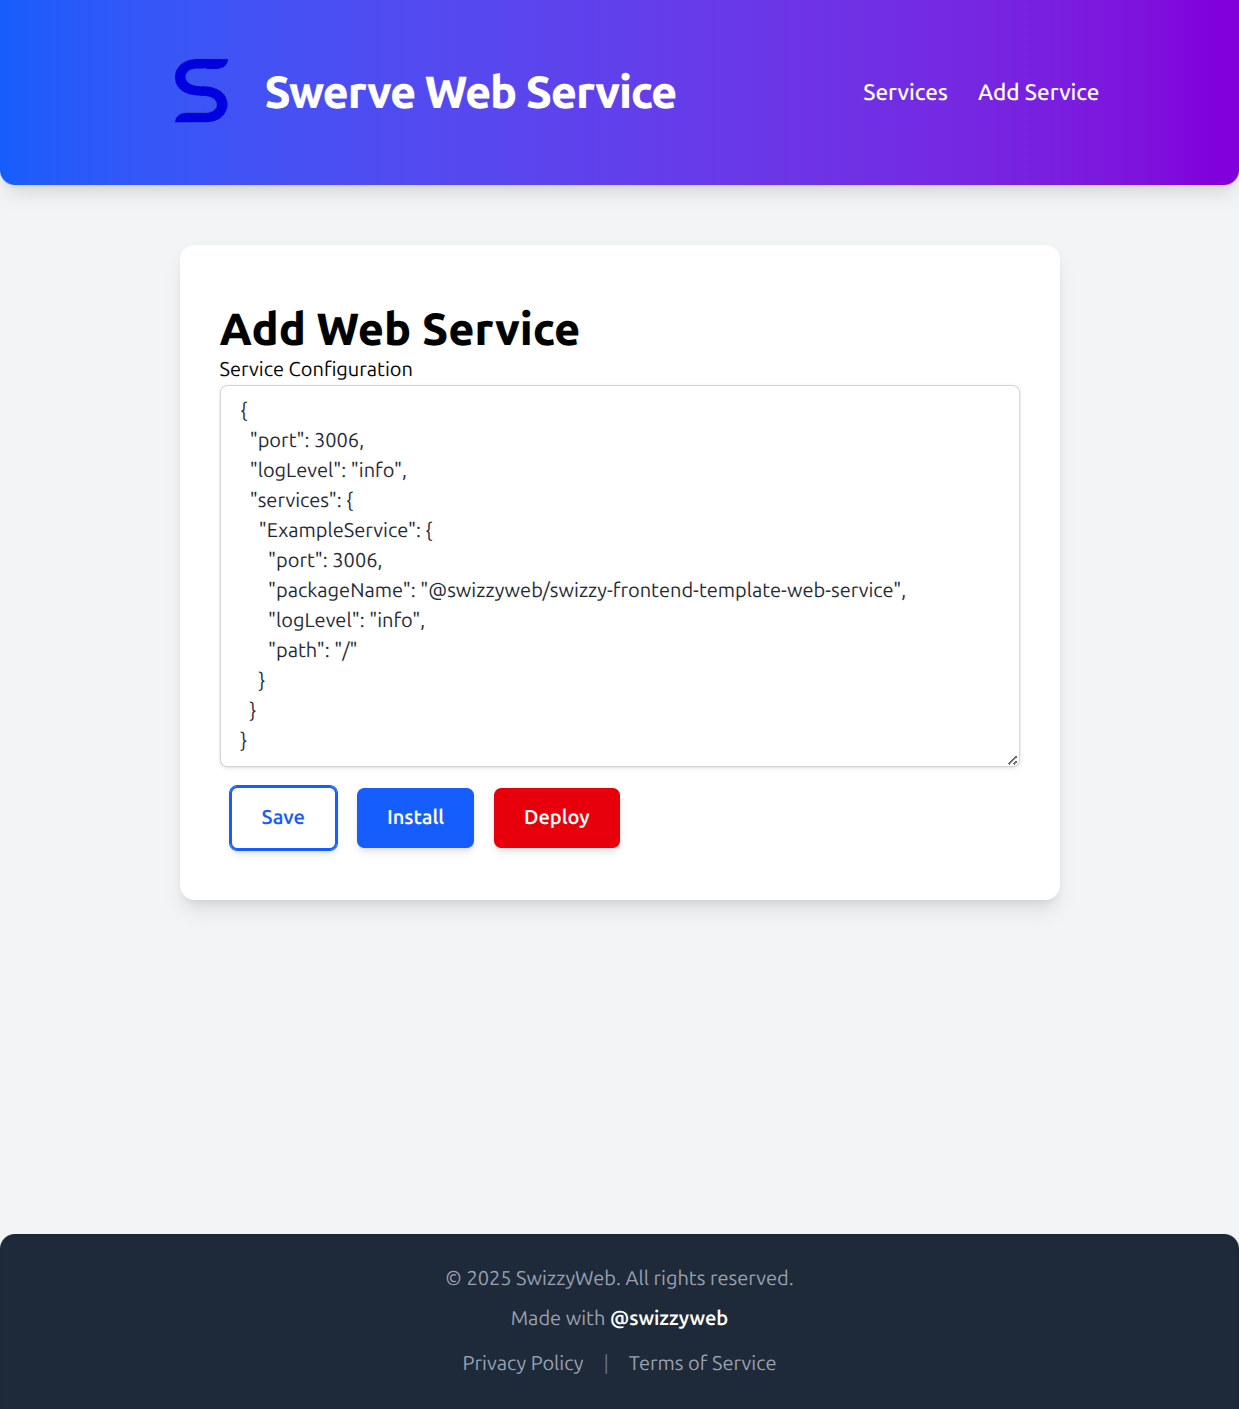 Swerve Web Service
Services
Add Service
Add Web Service
Service Configuration
{
  "port": 3006,
  "logLevel": "info",
  "services": {
    "ExampleService": {
      "port": 3006,
      "packageName": "@swizzyweb/swizzy-frontend-template-web-service",
      "logLevel": "info",
      "path": "/"
    }
  }
}
Save
Install
Deploy
© 2025 SwizzyWeb. All rights reserved.
Made with @swizzyweb
Privacy Policy | Terms of Service